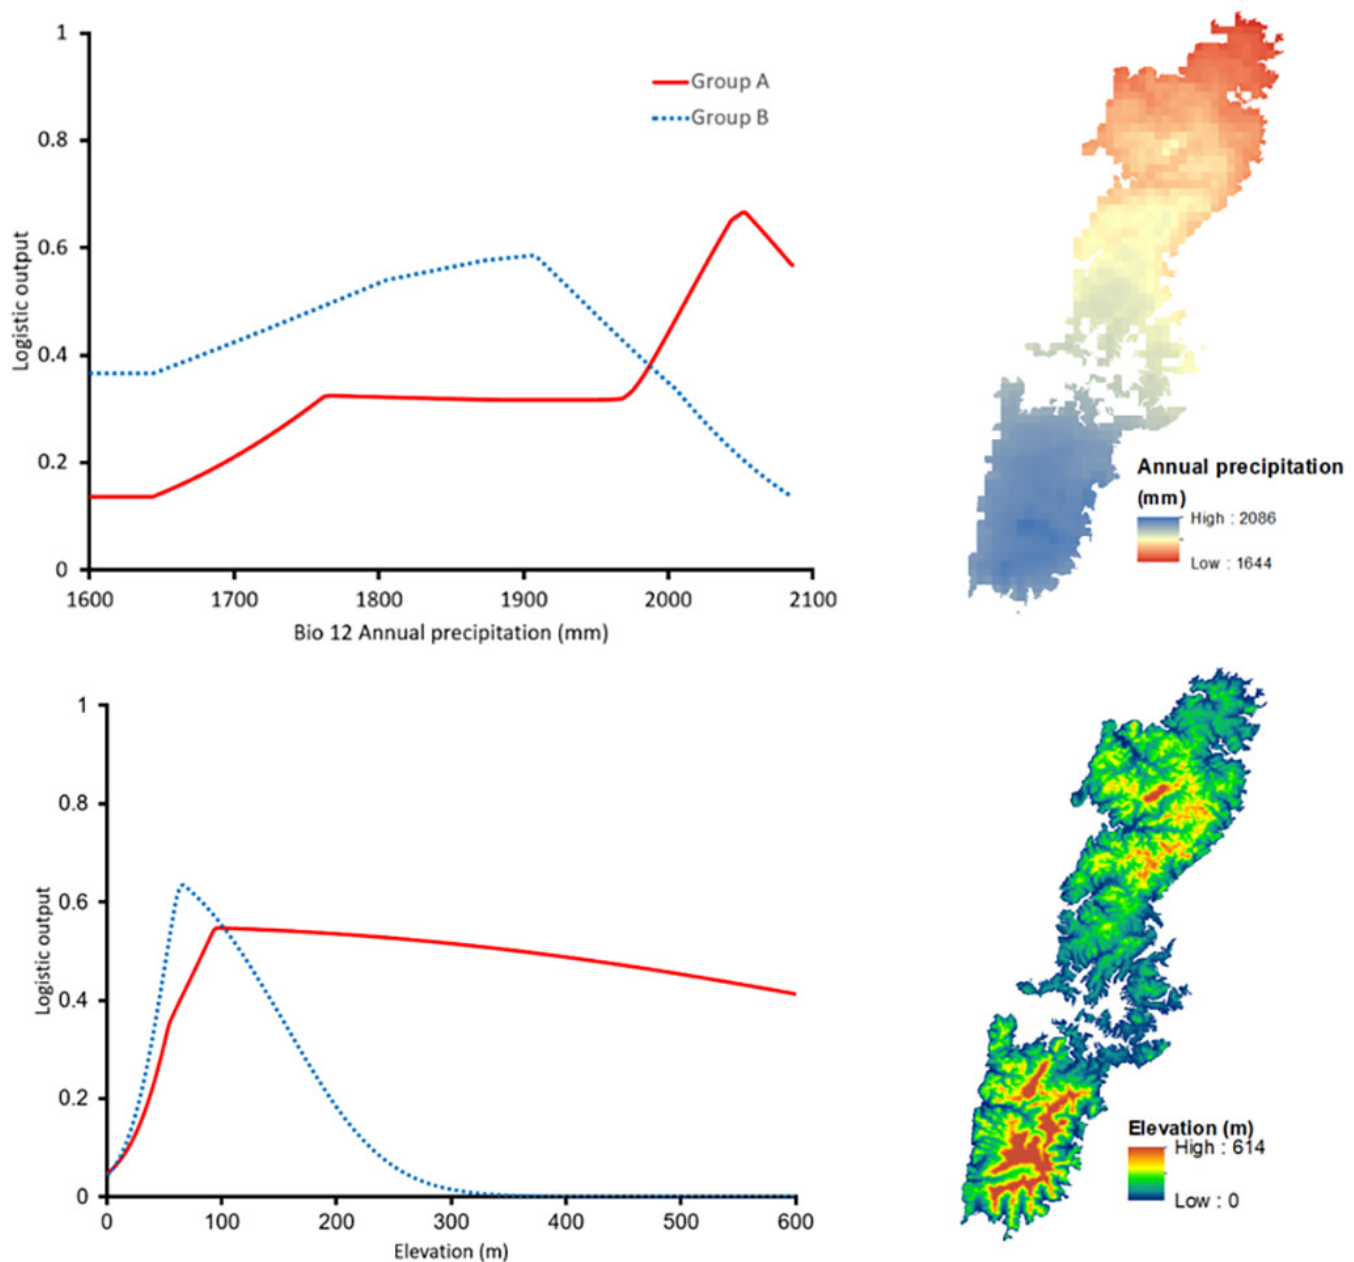 1
0.8
0.6
0.4
0.2
0
Logistic output
Group A
Group B
1600 1700 1800 1900 2000 2100
Bio 12 Annual precipitation (mm)
Annual precipitation
(mm)
High : 2086
Low : 1644
1
0.8
0.6
0.4
0.2
0
Logistic output
0 100 200 300 400 500 600
Elevation (m)
Elevation (m)
High : 614
Low : 0